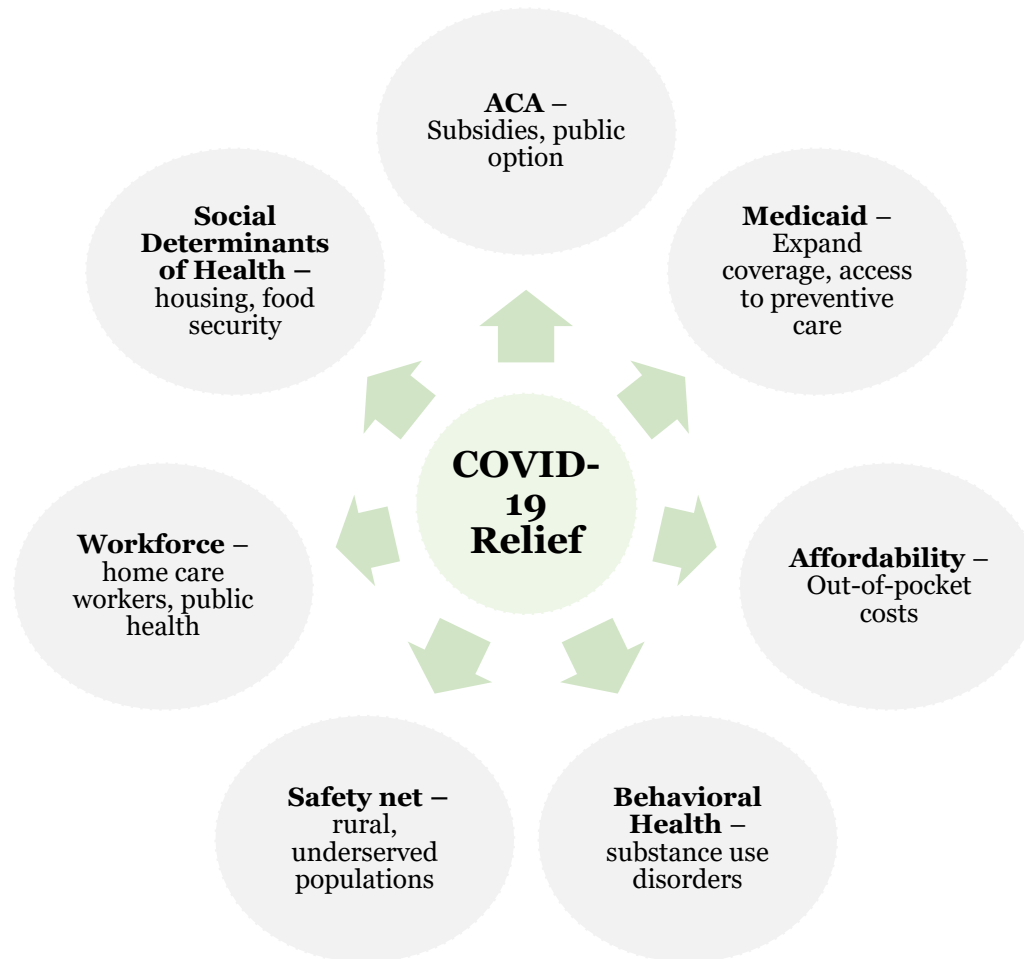 ACA –
Subsidies, public
option
Medicaid –
Expand
coverage, access
to preventive
care
Affordability –
Out-of-pocket
costs
Behavioral
Health –
substance use
disorders
Safety net –
rural,
underserved
populations
Workforce –
home care
workers, public
health
Social
Determinants
of Health –
housing, food
security
COVID-
19
Relief